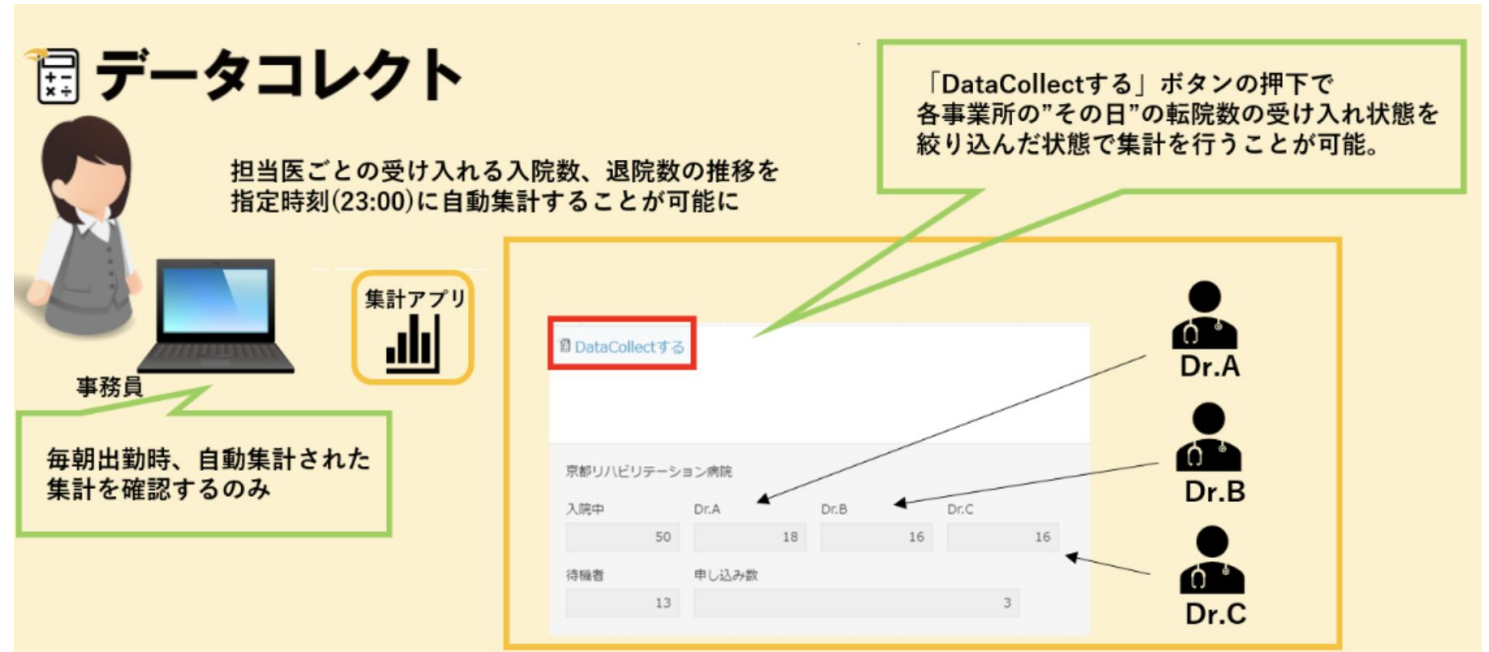 データコレクト
「DataCollectする」ボタンの押下で
各事業所の”その日”の転院数の受け入れ状態を
絞り込んだ状態で集計を行うことが可能。
担当医ごとの受け入れる入院数、退院数の推移を
指定時刻(23:00)に自動集計することが可能に
集計アプリ
事務員
毎朝出勤時、自動集計された
集計を確認するのみ
DataCollectする
京都リハビリテーション病院
入院中 Dr.A Dr.B Dr.C
50 18 16 16
待機者 申し込み数
13 3
Dr.A
Dr.B
Dr.C